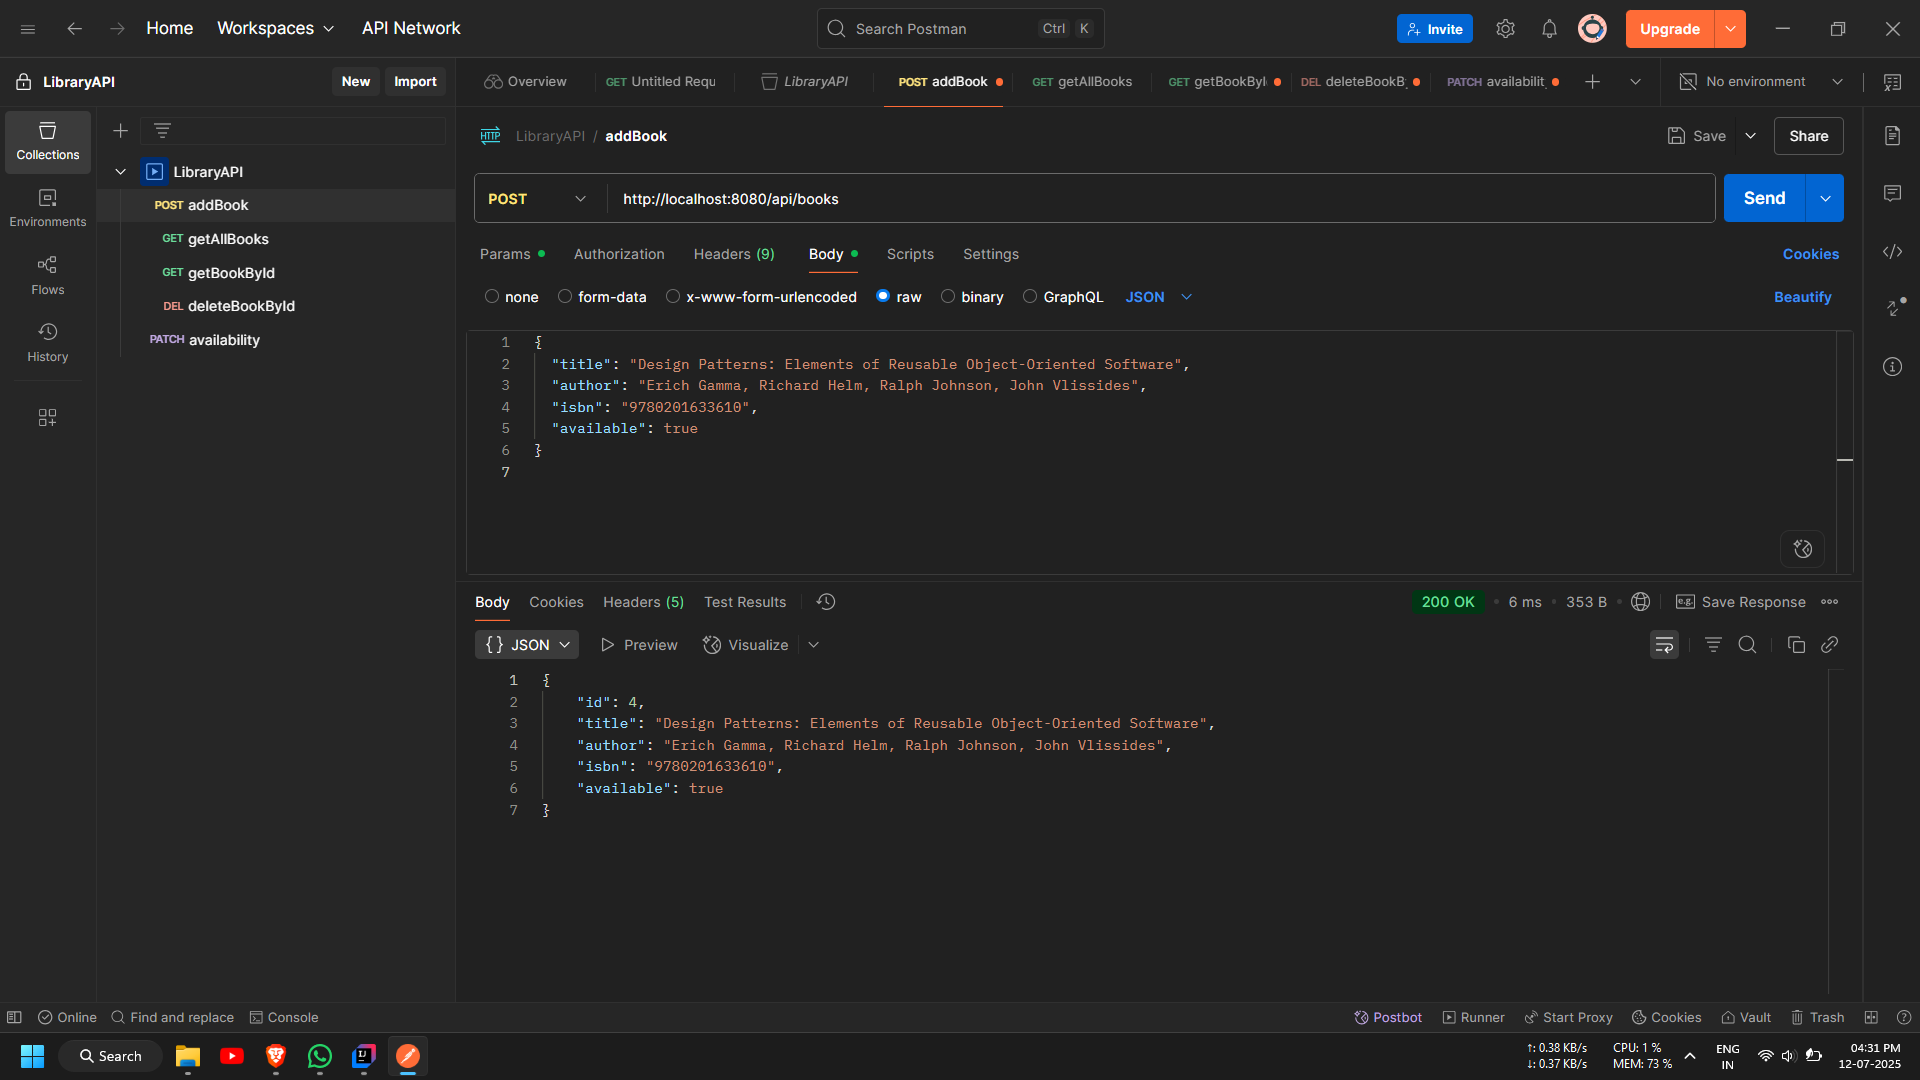 Home Workspaces API Network Search Postman Ctrl K Invite Upgrade
LibraryAPI New Import Overview GET Untitled Requ LibraryAPI POST addBook GET getAllBooks GET getBookByI DEL deleteBookB PATCH availabilit No environment
Collections
Environments
Flows
History
LibraryAPI
POST addBook
GET getAllBooks
GET getBookById
DEL deleteBookById
PATCH availability
HTTP LibraryAPI / addBook Save Share
POST http://localhost:8080/api/books Send
Params Authorization Headers (9) Body Scripts Settings Cookies
none form-data x-www-form-urlencoded raw binary GraphQL JSON Beautify
1 {
2 "title": "Design Patterns: Elements of Reusable Object-Oriented Software",
3 "author": "Erich Gamma, Richard Helm, Ralph Johnson, John Vlissides",
4 "isbn": "9780201633610",
5 "available": true
6 }
7
Body Cookies Headers (5) Test Results 200 OK 6 ms 353 B e.g. Save Response
{} JSON Preview Visualize
1 {
2 "id": 4,
3 "title": "Design Patterns: Elements of Reusable Object-Oriented Software",
4 "author": "Erich Gamma, Richard Helm, Ralph Johnson, John Vlissides",
5 "isbn": "9780201633610",
6 "available": true
7 }
Online Find and replace Console Postbot Runner Start Proxy Cookies Vault Trash
Search
↑: 0.38 KB/s CPU: 1 % ENG 04:31 PM
↓: 0.37 KB/s MEM: 73 % IN 12-07-2025